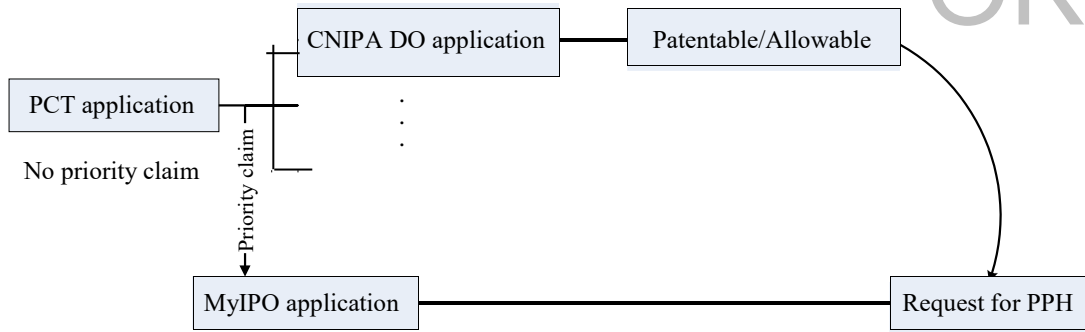 CNIPA DO application
Patentable/Allowable
PCT application
No priority claim
Priority claim
MyIPO application
Request for PPH